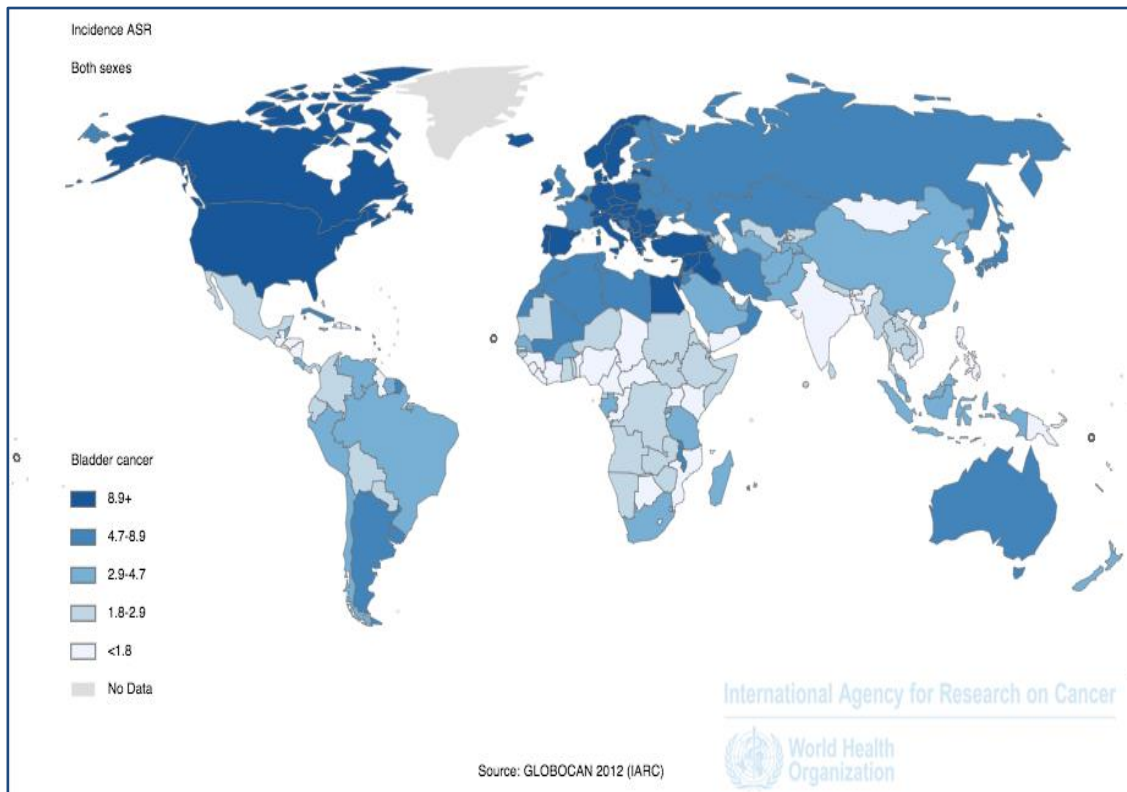 Incidence ASR
Both sexes
Bladder cancer
8.9+
4.7-8.9
2.9-4.7
1.8-2.9
<1.8
No Data
International Agency for Research on Cancer
World Health
Organization
Source: GLOBOCAN 2012 (IARC)